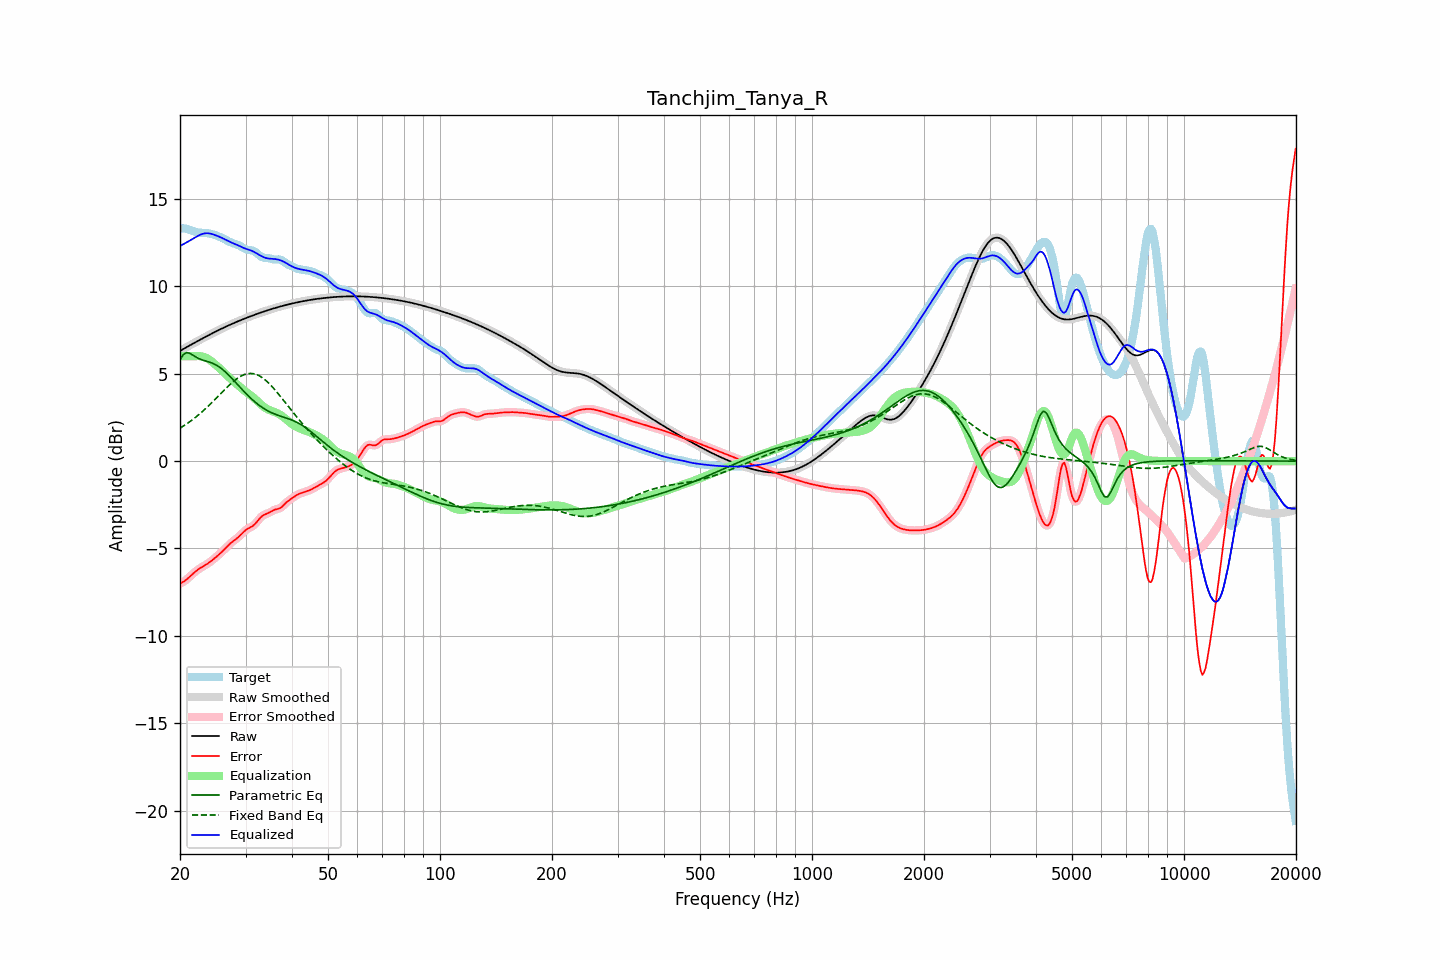 Tanchjim_Tanya_R
Amplitude (dBr)
15
10
5
0
−5
−10
−15
−20
Target
Raw Smoothed
Error Smoothed
Raw
Error
Equalization
Parametric Eq
Fixed Band Eq
Equalized
20 50 100 200 500 1000 2000 5000 10000 20000
Frequency (Hz)